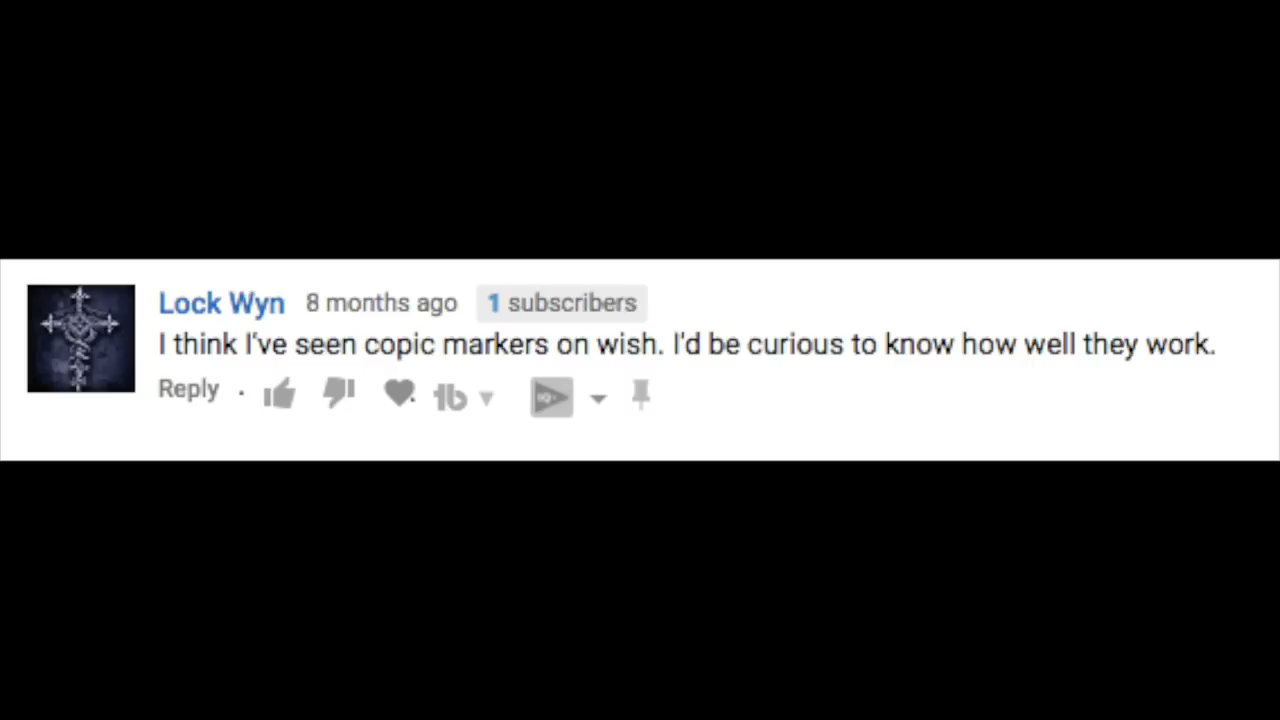 Lock Wyn 8 months ago 1 subscribers
I think I've seen copic markers on wish. I'd be curious to know how well they work.
Reply · tb